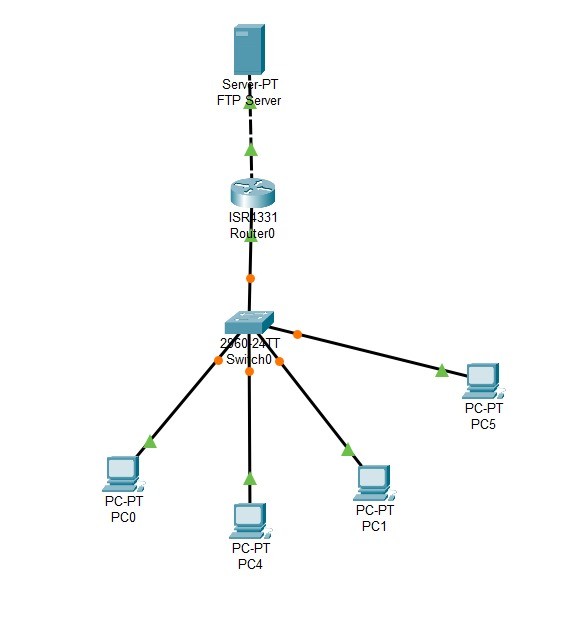 Server-PT
FTP Server
ISR4331
Router0
2960-24TT
Switch0
PC-PT
PC5
PC-PT
PC0
PC-PT
PC1
PC-PT
PC4